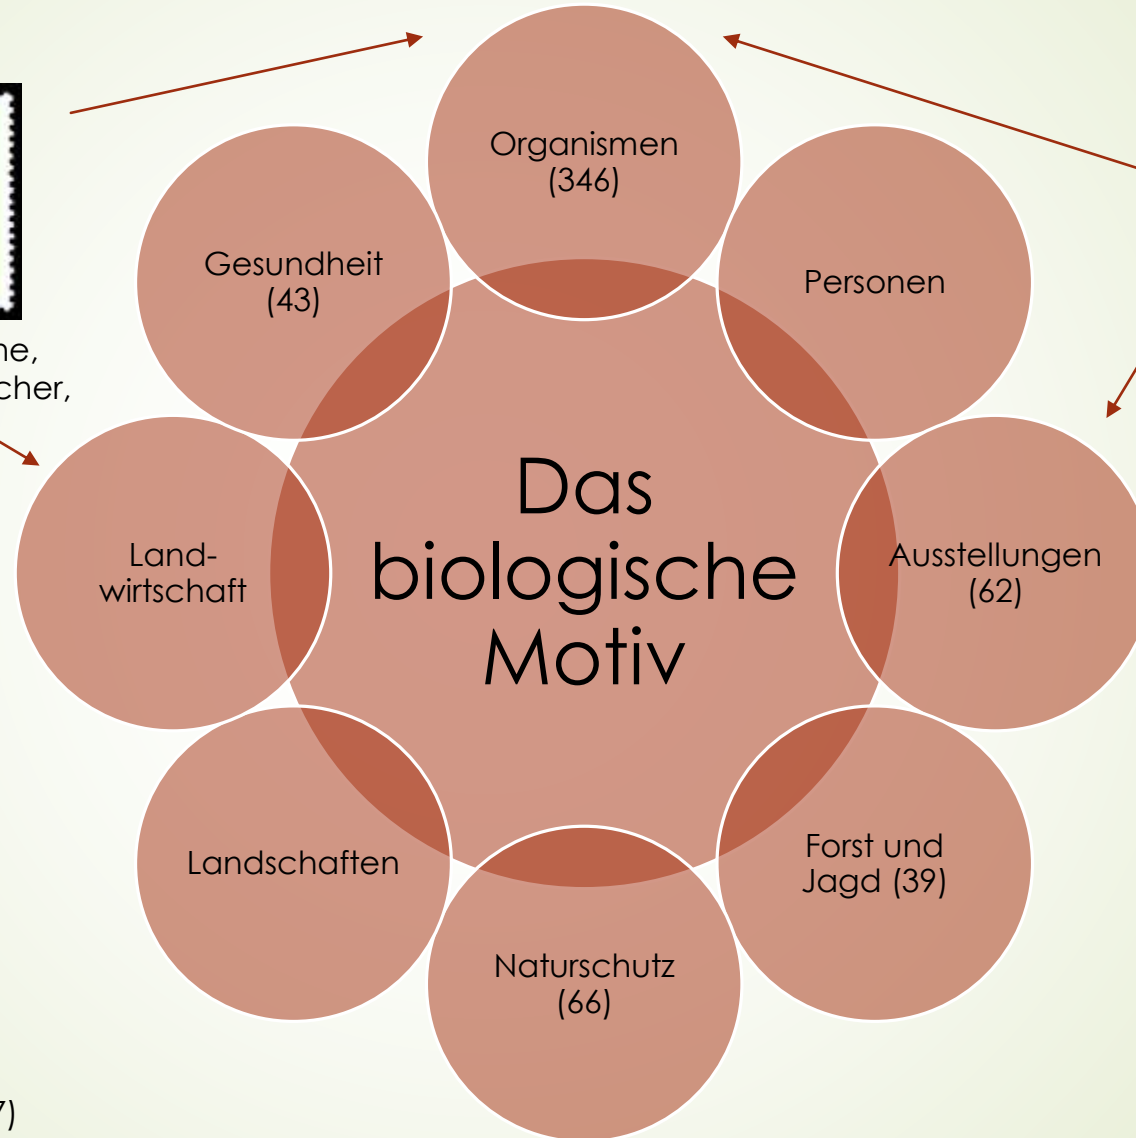 Organismen
(346)
Gesundheit
(43)
Personen
Land-
wirtschaft
Das
biologische
Motiv
Ausstellungen
(62)
Landschaften
Forst und
Jagd (39)
Naturschutz
(66)